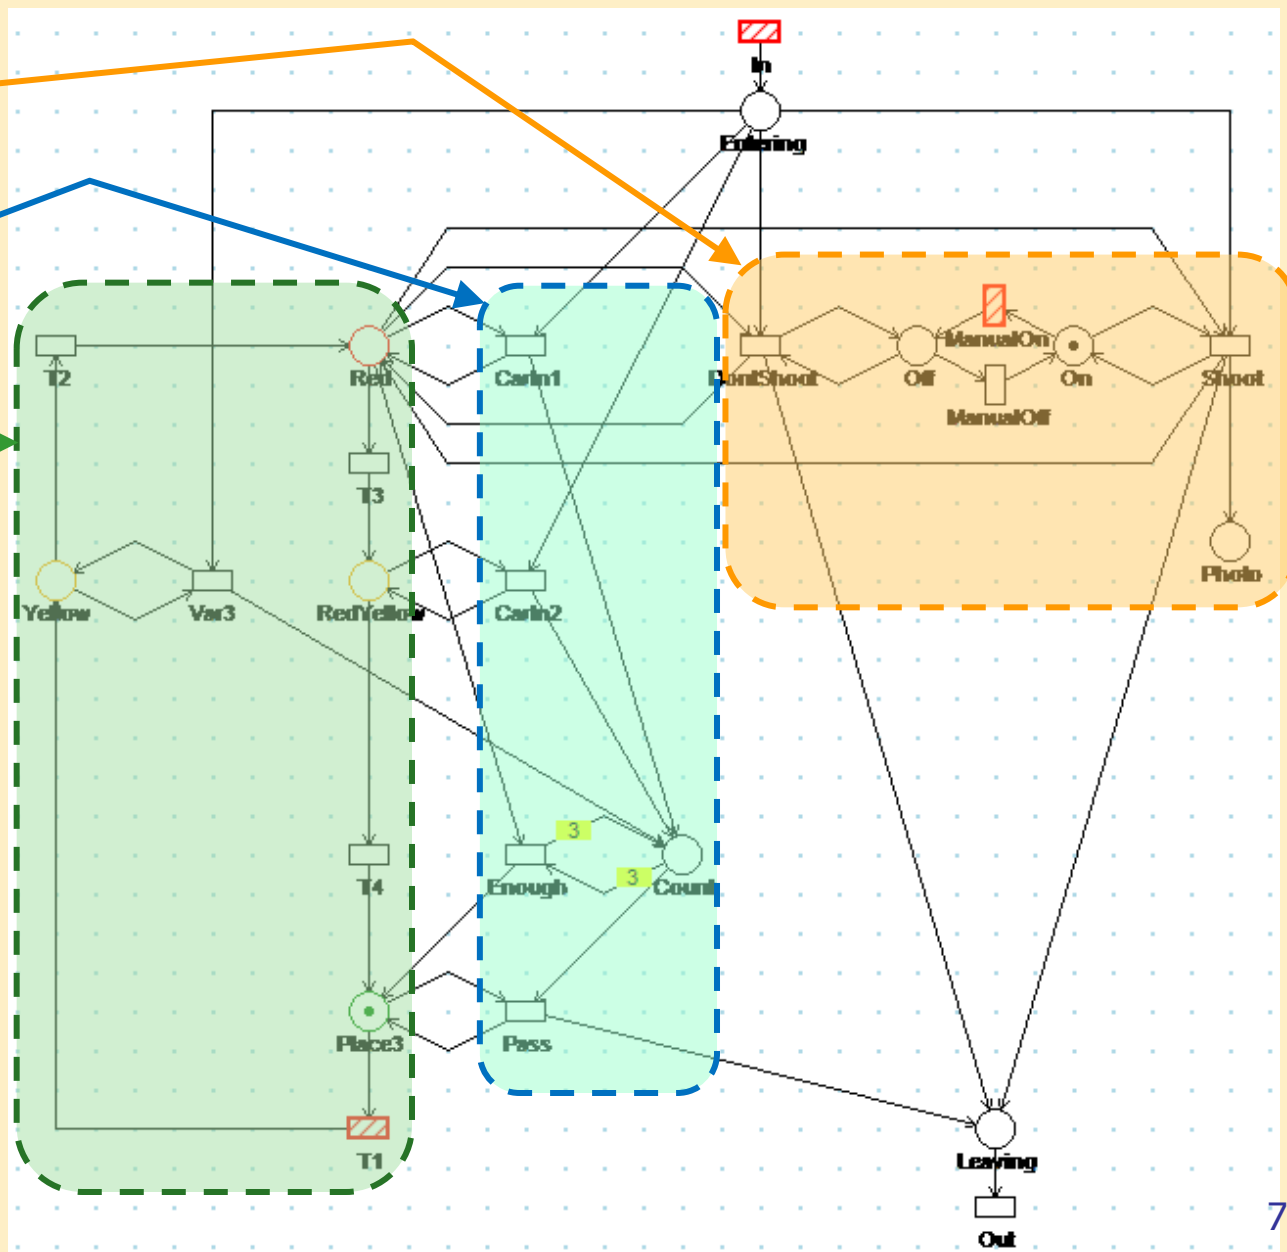 In
Entering
T2
Red
CarIn1
DontShoot
Off
ManualOn
On
Shoot
ManualOff
T3
Photo
Yellow
Var3
RedYellow
CarIn2
3
3
T4
Enough
Count
Place3
Pass
T1
Leaving
7
Out